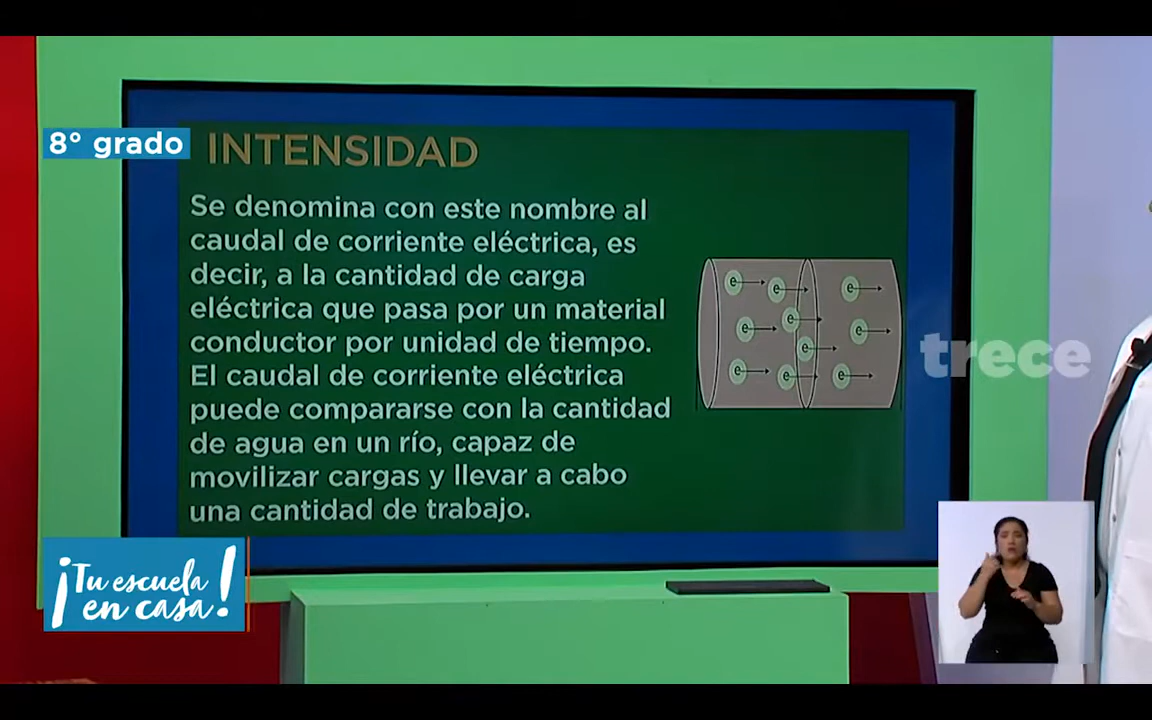 8° grado
INTENSIDAD
Se denomina con este nombre al
caudal de corriente eléctrica, es
decir, a la cantidad de carga
eléctrica que pasa por un material
conductor por unidad de tiempo.
El caudal de corriente eléctrica
puede compararse con la cantidad
de agua en un río, capaz de
movilizar cargas y llevar a cabo
una cantidad de trabajo.
e e e
e e e
e
e e e
trece
¡Tu escuela
en casa!